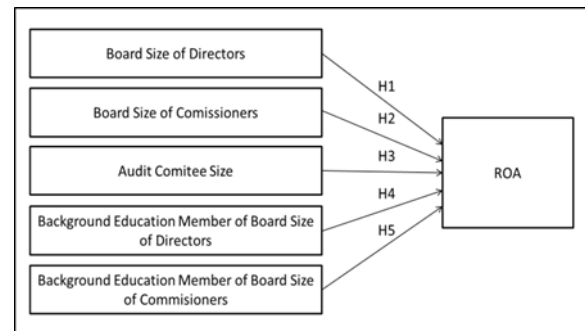 Board Size of Directors
H1
Board Size of Comissioners
H2
Audit Comitee Size
H3
ROA
Background Education Member of Board Size
of Directors
H4
Background Education Member of Board Size
of Commisioners
H5